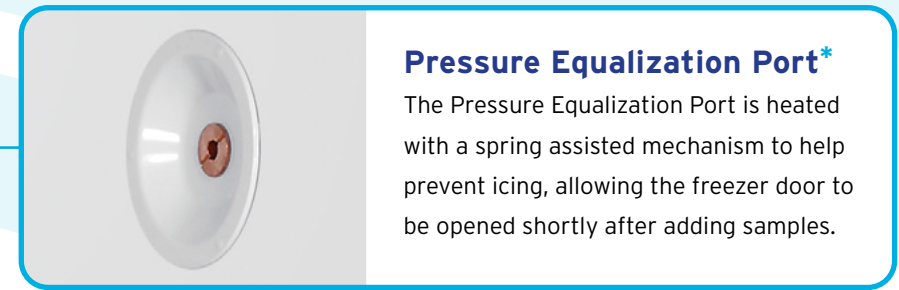 Pressure Equalization Port*
The Pressure Equalization Port is heated
with a spring assisted mechanism to help
prevent icing, allowing the freezer door to
be opened shortly after adding samples.